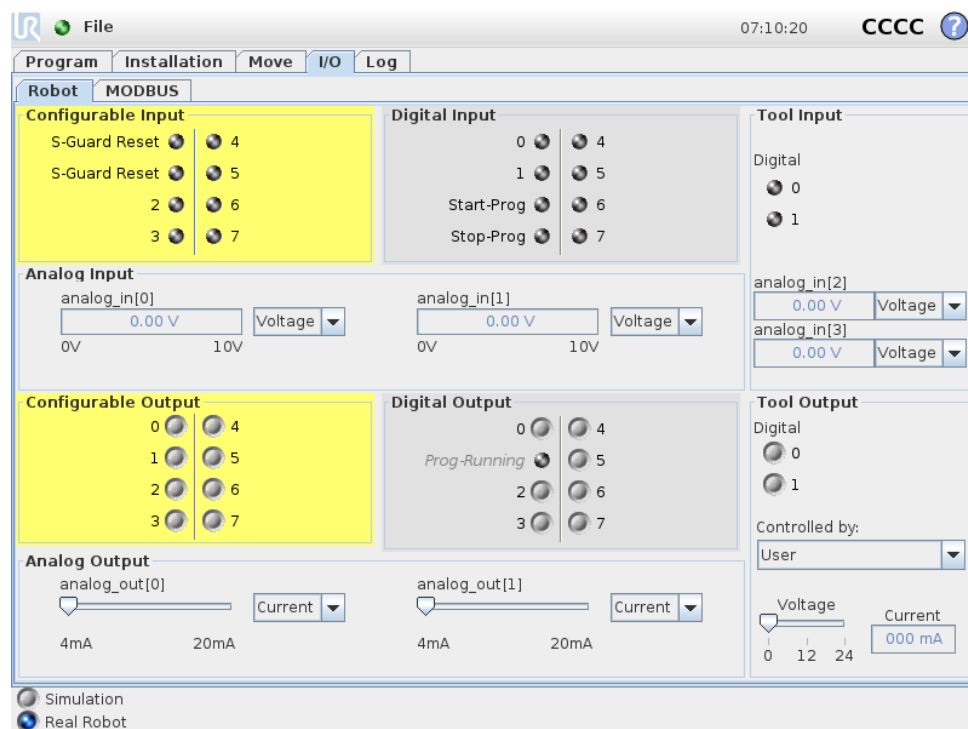 UR File 07:10:20 CCCC ?
Program Installation Move I/O Log
Robot MODBUS
Configurable Input
S-Guard Reset 4
S-Guard Reset 5
2 6
3 7
Digital Input
0 4
1 5
Start-Prog 6
Stop-Prog 7
Tool Input
Digital
0
1
analog_in[2]
0.00 V Voltage
analog_in[3]
0.00 V Voltage
Analog Input
analog_in[0]
0.00 V Voltage
0V 10V
analog_in[1]
0.00 V Voltage
0V 10V
Configurable Output
0 4
1 5
2 6
3 7
Digital Output
0 4
Prog-Running 5
2 6
3 7
Tool Output
Digital
0
1
Controlled by:
User
Voltage
0 12 24
Current
000 mA
Analog Output
analog_out[0]
Current
4mA 20mA
analog_out[1]
Current
4mA 20mA
Simulation
Real Robot